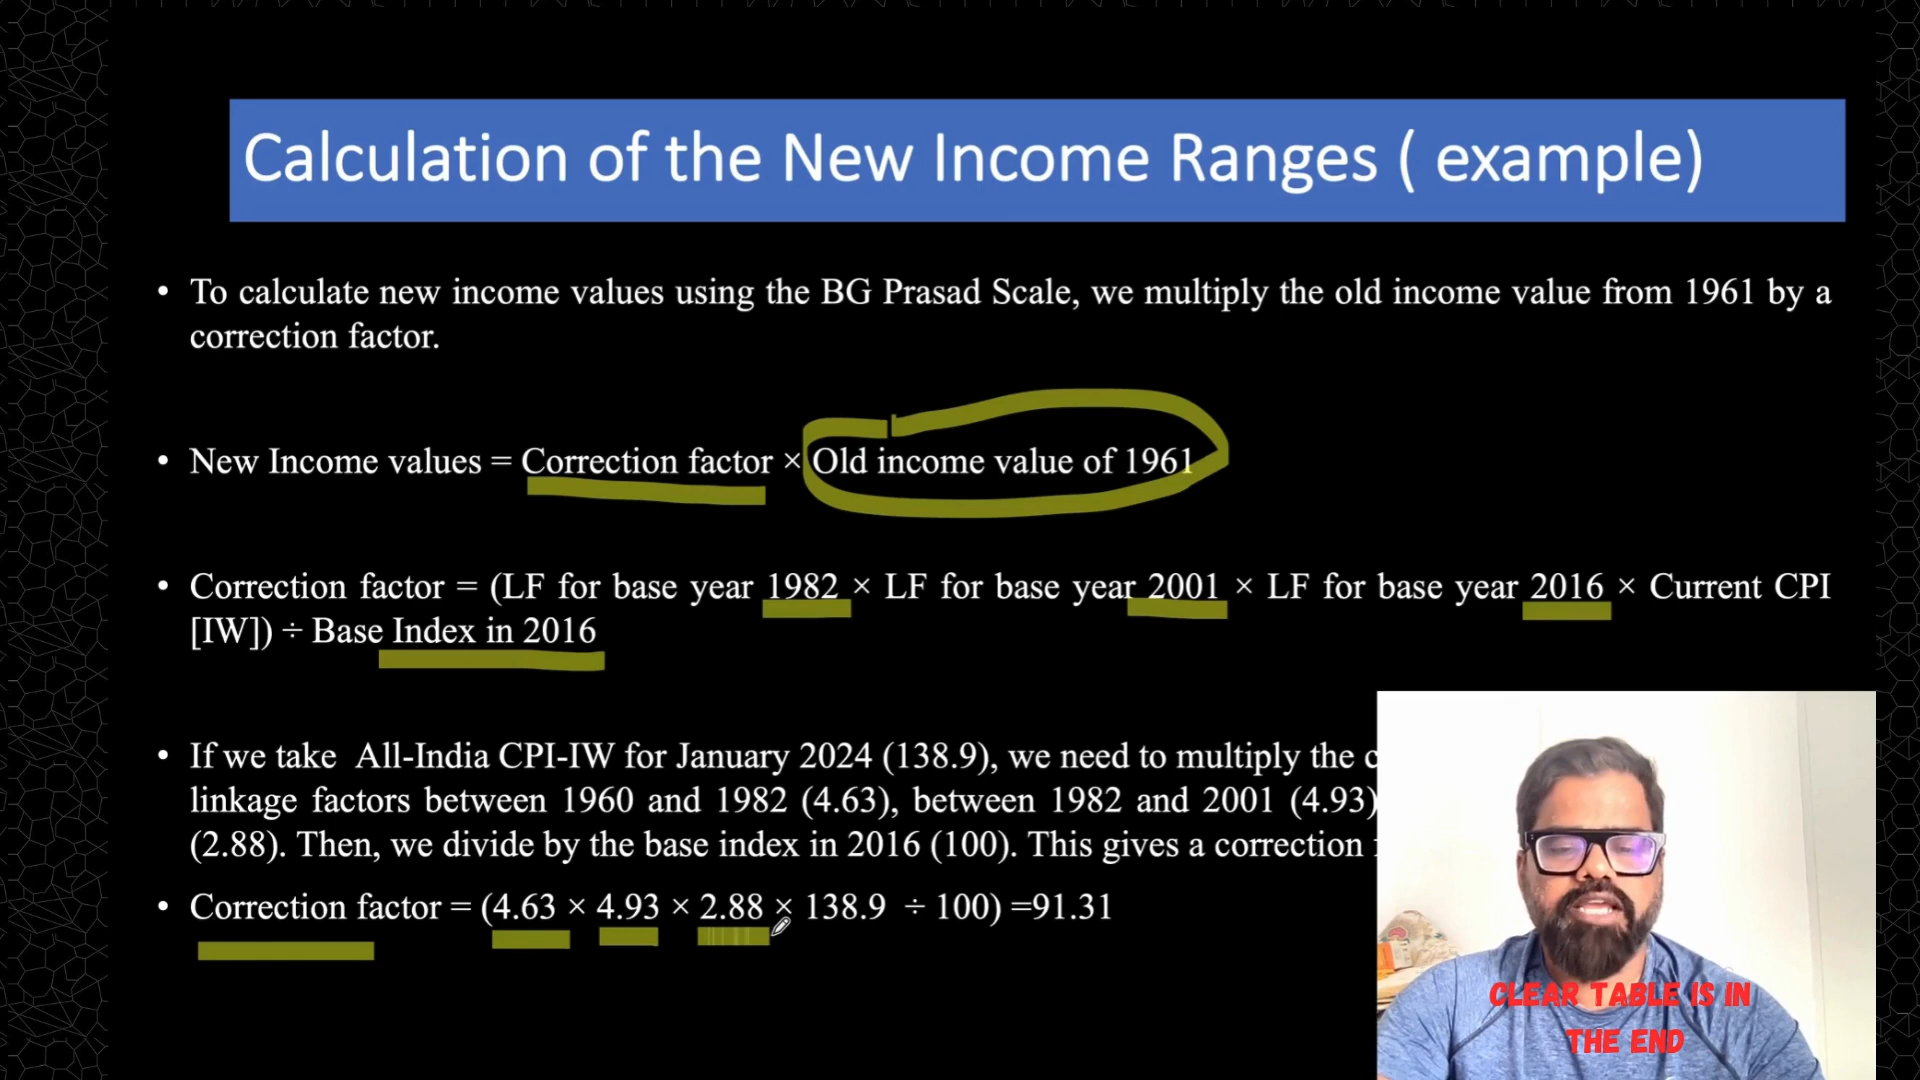 Calculation of the New Income Ranges ( example)
• To calculate new income values using the BG Prasad Scale, we multiply the old income value from 1961 by a
correction factor.
• New Income values = Correction factor × Old income value of 1961
• Correction factor = (LF for base year 1982 × LF for base year 2001 × LF for base year 2016 × Current CPI
[IW]) ÷ Base Index in 2016
• If we take All-India CPI-IW for January 2024 (138.9), we need to multiply the
linkage factors between 1960 and 1982 (4.63), between 1982 and 2001 (4.93)
(2.88). Then, we divide by the base index in 2016 (100). This gives a correction
• Correction factor = (4.63 × 4.93 × 2.88 × 138.9 ÷ 100) =91.31
CLEAR TABLE IS IN
THE END